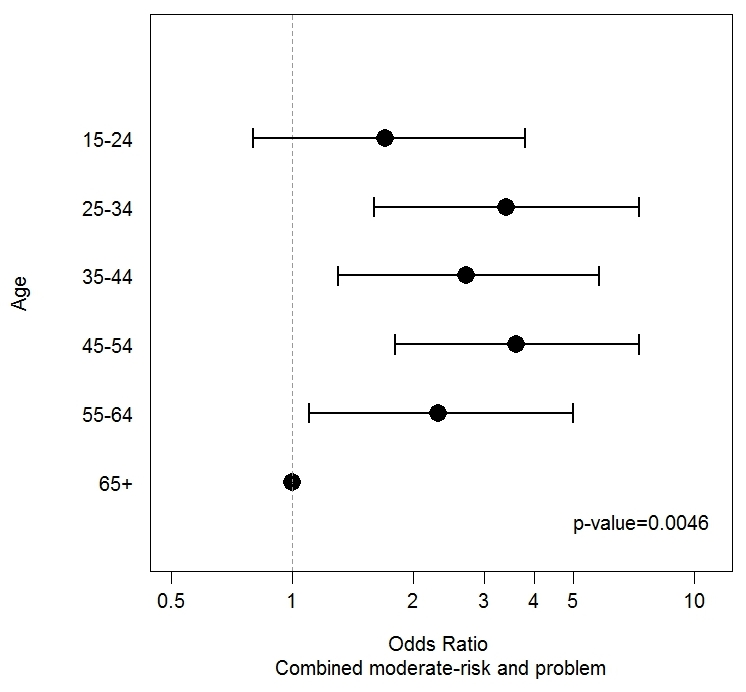 15-24
25-34
35-44
45-54
55-64
65+
Age
p-value=0.0046
0.5 1 2 3 4 5 10
Odds Ratio
Combined moderate-risk and problem